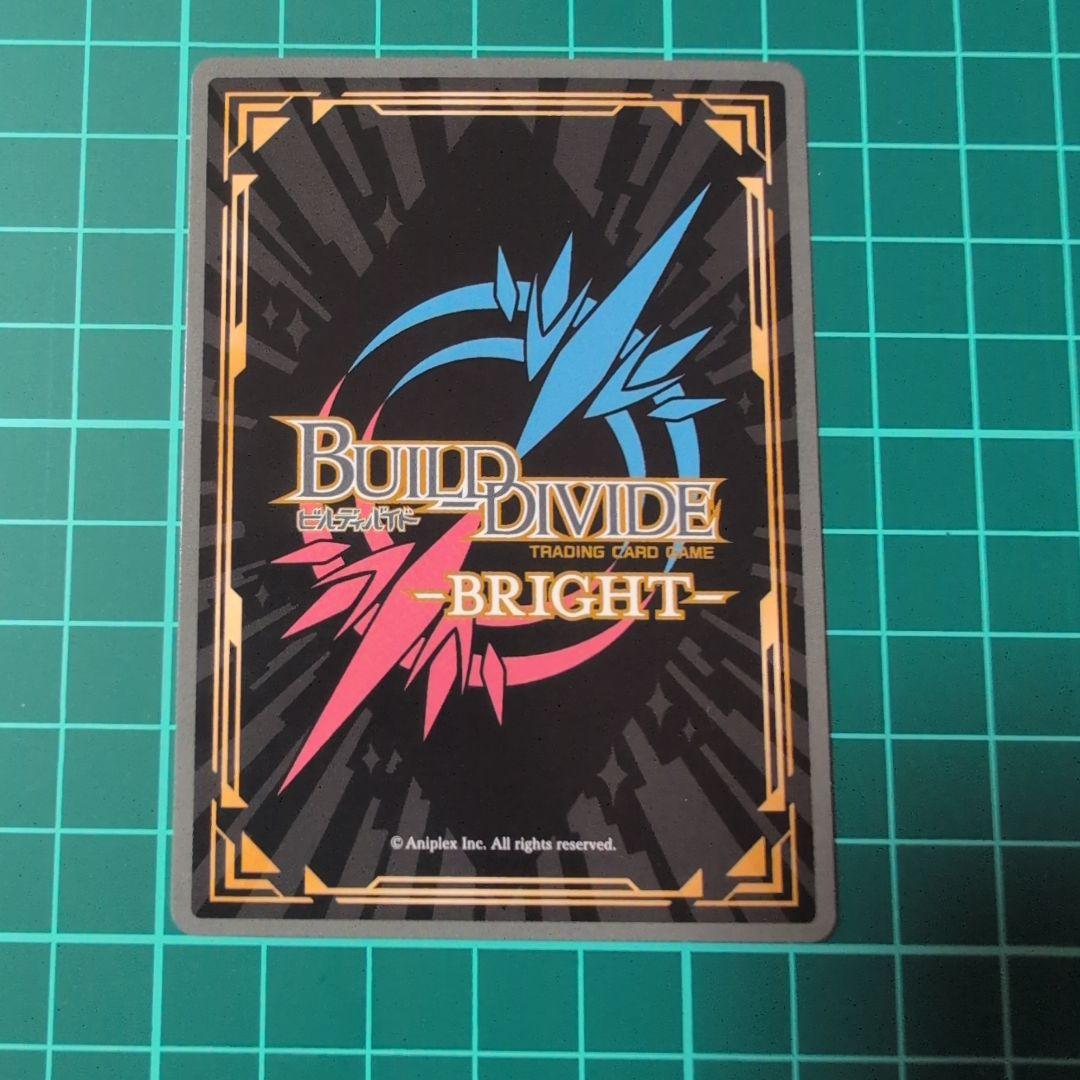 BUILD DIVIDE
ビルディバイド
TRADING CARD GAME
-BRIGHT-
© Aniplex Inc. All rights reserved.